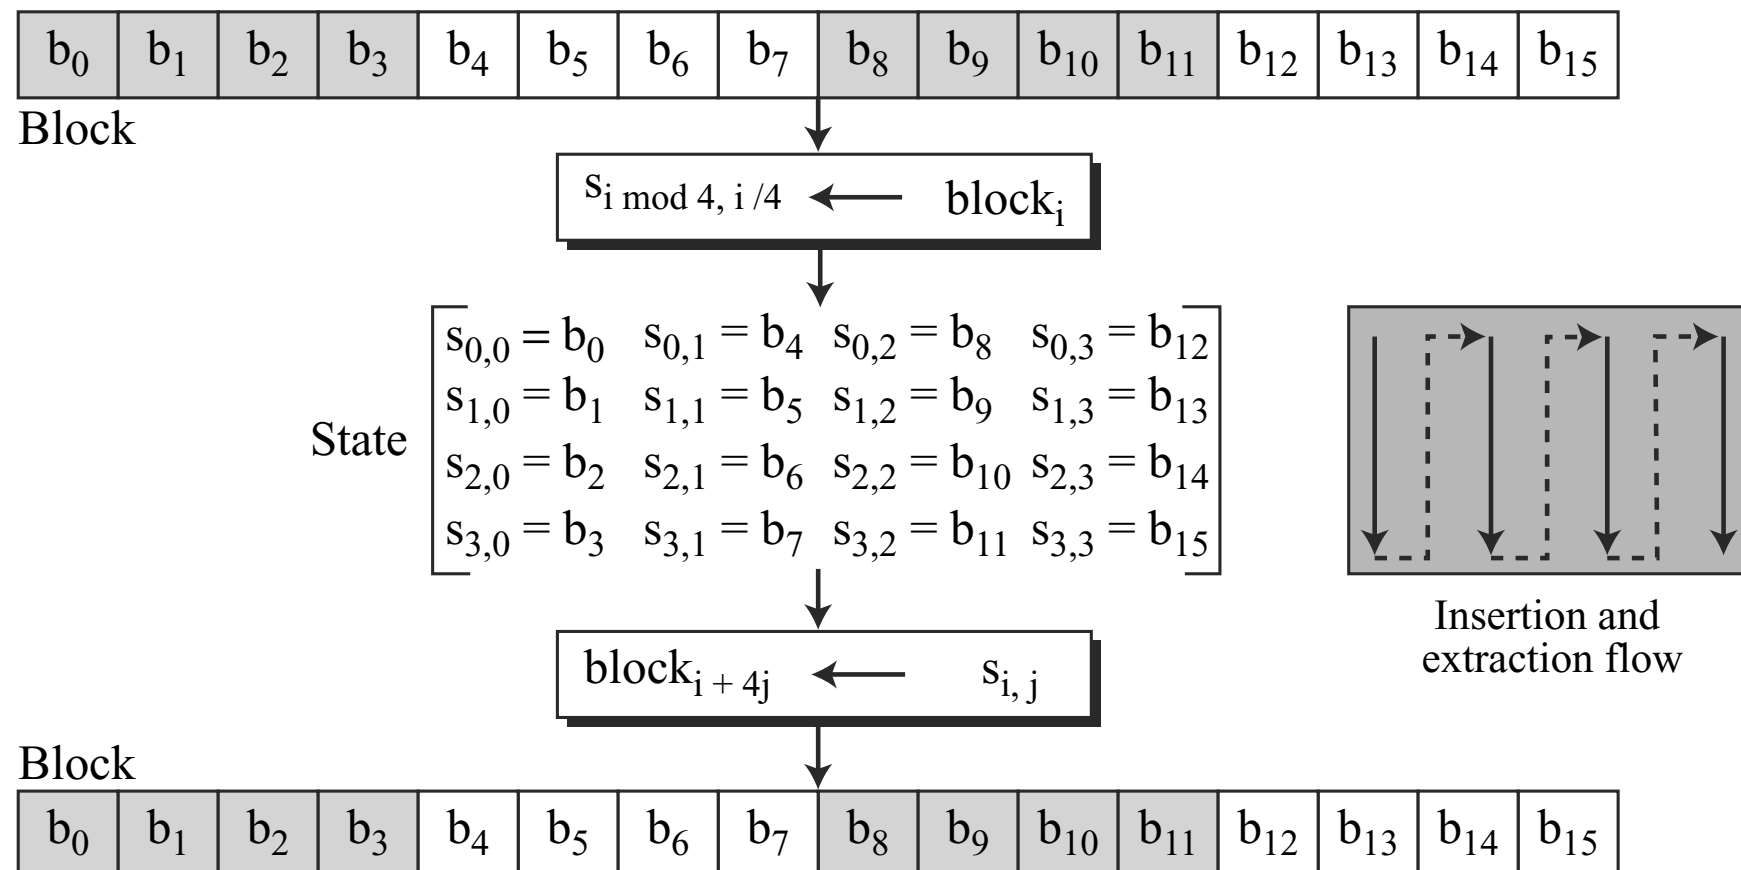 b0 b1 b2 b3 b4 b5 b6 b7 b8 b9 b10 b11 b12 b13 b14 b15
Block
s i mod 4, i /4 ← block i
State
s0,0 = b0 s0,1 = b4 s0,2 = b8 s0,3 = b12
s1,0 = b1 s1,1 = b5 s1,2 = b9 s1,3 = b13
s2,0 = b2 s2,1 = b6 s2,2 = b10 s2,3 = b14
s3,0 = b3 s3,1 = b7 s3,2 = b11 s3,3 = b15
Insertion and
extraction flow
block i + 4j ← s i, j
Block
b0 b1 b2 b3 b4 b5 b6 b7 b8 b9 b10 b11 b12 b13 b14 b15